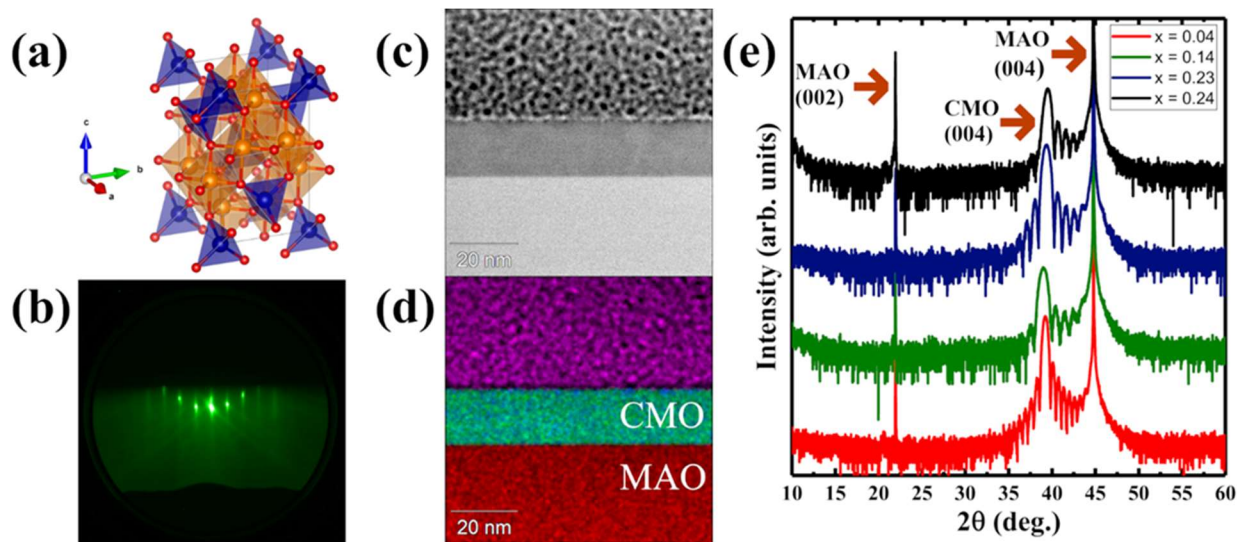 (a)
c
b
a
(b)
(c)
20 nm
(d)
CMO
MAO
20 nm
(e)
MAO
(002)
MAO
(004)
CMO
(004)
x = 0.04
x = 0.14
x = 0.23
x = 0.24
Intensity (arb. units)
10 15 20 25 30 35 40 45 50 55 60
2θ (deg.)